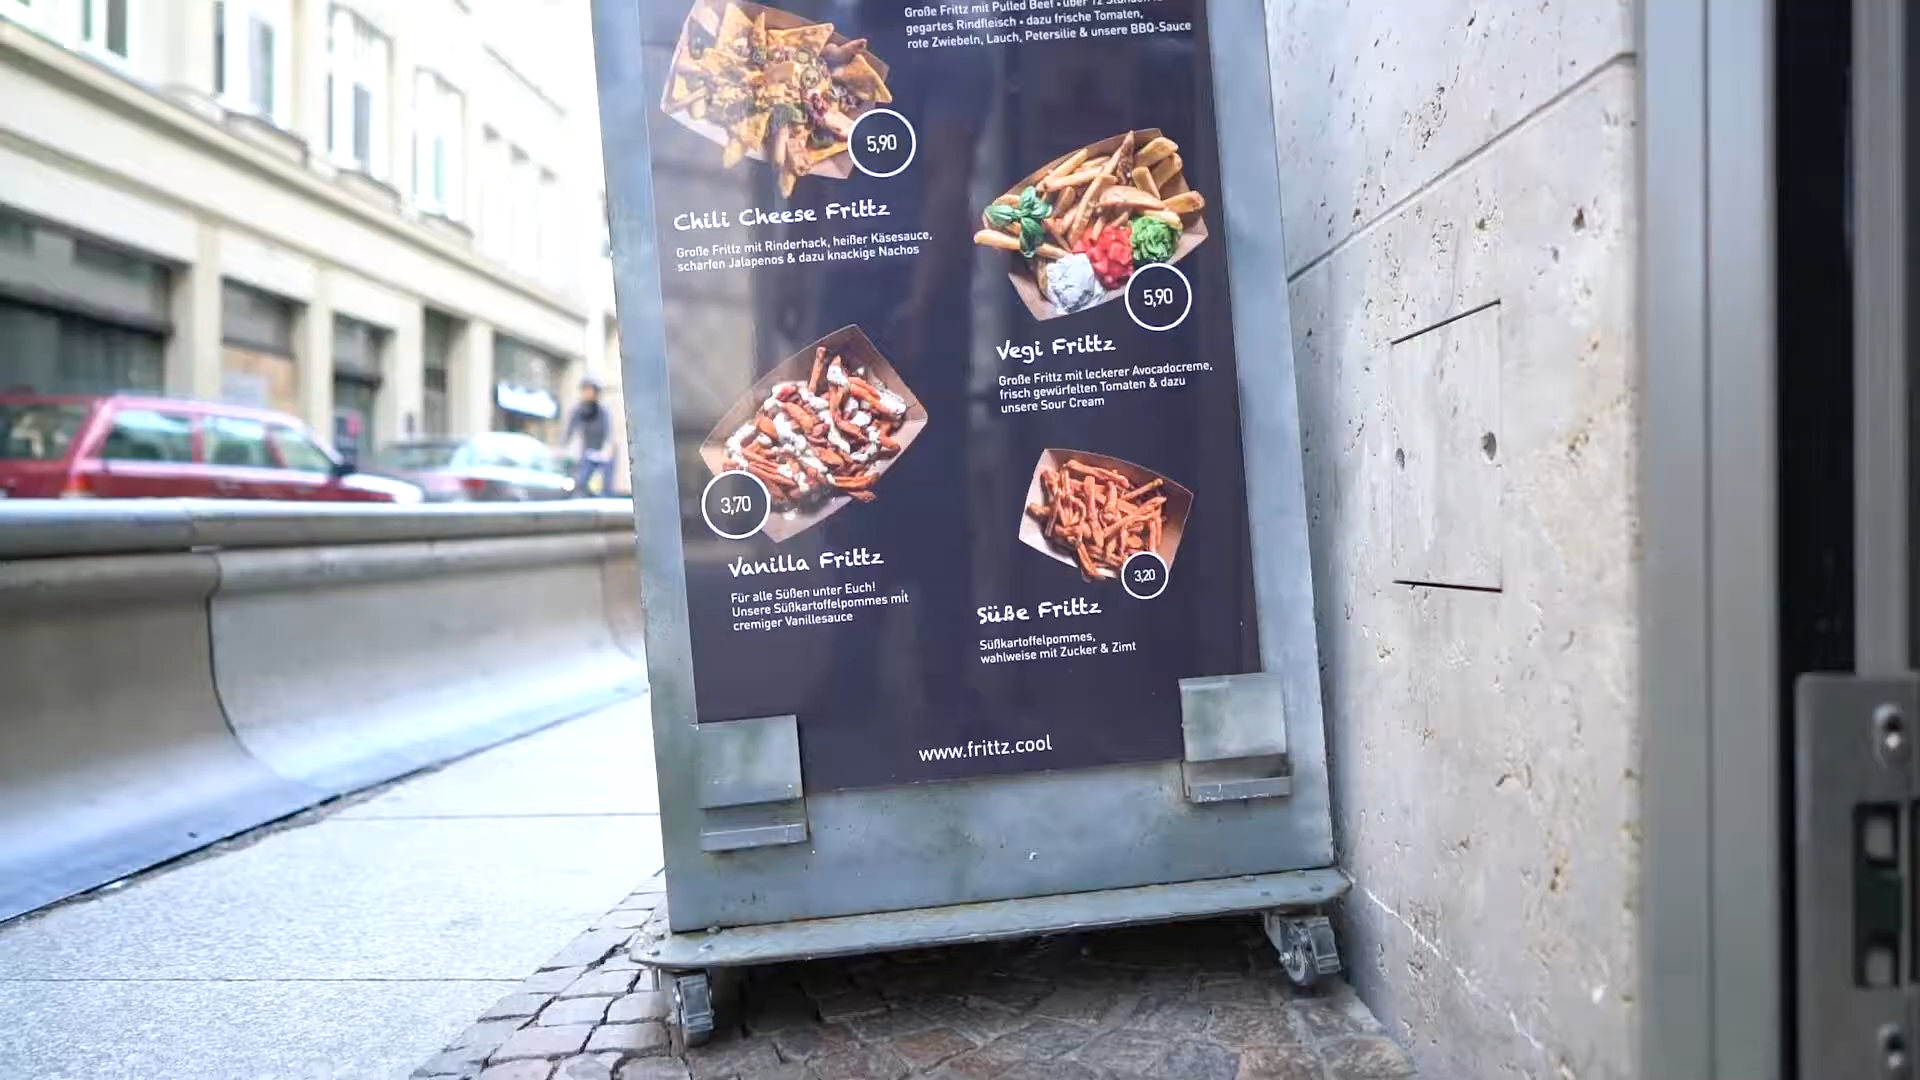 Große Frittz mit Pulled Beef • über 12 Stunden
gegartes Rindfleisch • dazu frische Tomaten,
rote Zwiebeln, Lauch, Petersilie & unsere BBQ-Sauce
5,90
Chili Cheese Frittz
Große Frittz mit Rinderhack, heißer Käsesauce,
scharfen Jalapenos & dazu knackige Nachos
5,90
Vegi Frittz
Große Frittz mit leckerer Avocadocreme,
frisch gewürfelten Tomaten & dazu
unsere Sour Cream
3,70
Vanilla Frittz
Für alle Süßen unter Euch!
Unsere Süßkartoffelpommes mit
cremiger Vanillesauce
3,20
Süße Frittz
Süßkartoffelpommes,
wahlweise mit Zucker & Zimt
www.frittz.cool